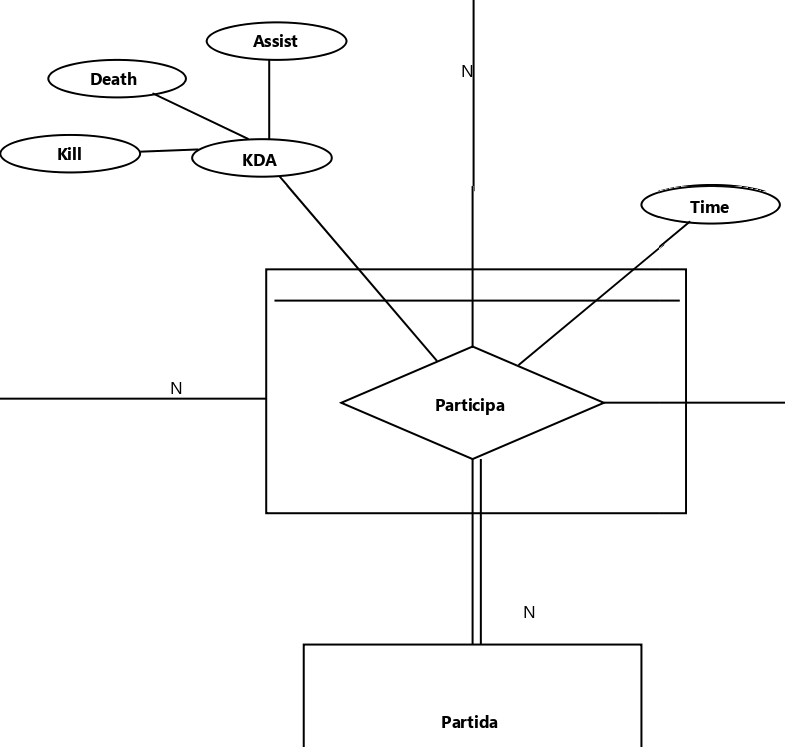 Assist
N
Death
Kill
KDA
Time
N
Participa
N
Partida